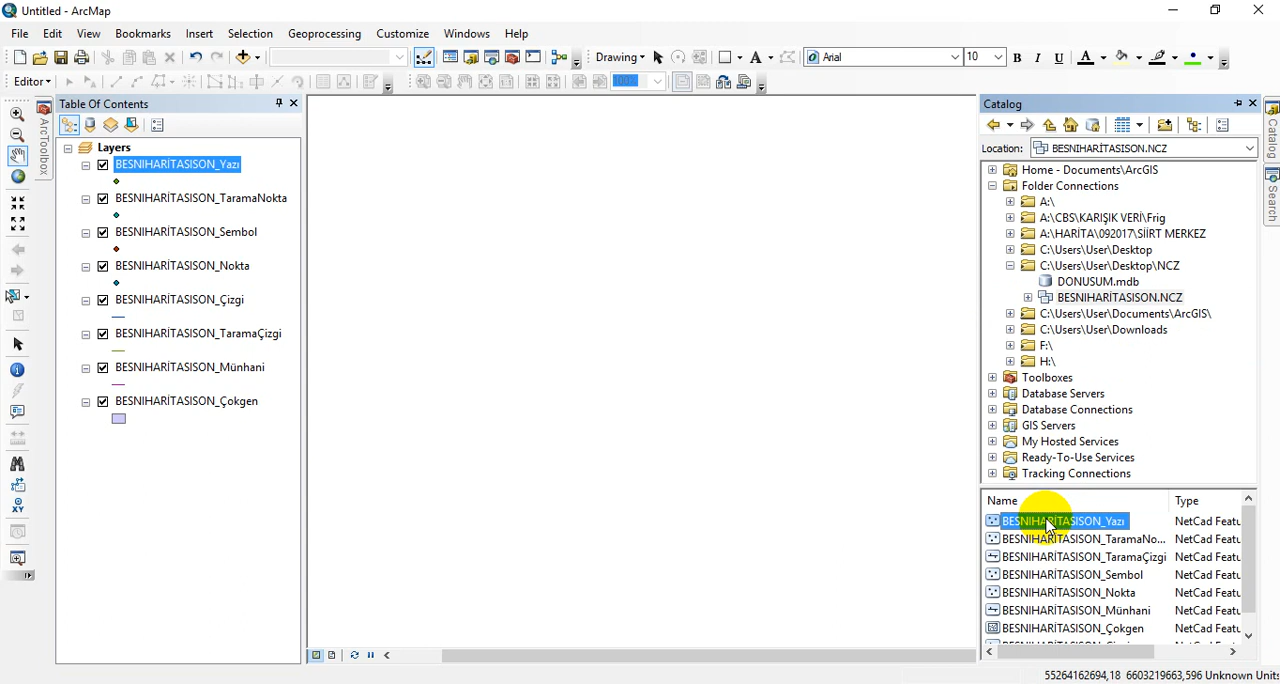 Untitled - ArcMap
File Edit View Bookmarks Insert Selection Geoprocessing Customize Windows Help
Drawing Arial 10 B I U A
Editor 100%
Table Of Contents
ArcToolbox
Layers
BESNIHARİTASISON_Yazı
BESNIHARİTASISON_TaramaNokta
BESNIHARİTASISON_Sembol
BESNIHARİTASISON_Nokta
BESNIHARİTASISON_Çizgi
BESNIHARİTASISON_TaramaÇizgi
BESNIHARİTASISON_Münhani
BESNIHARİTASISON_Çokgen
Catalog
Location: BESNIHARİTASISON.NCZ
Home - Documents\ArcGIS
Folder Connections
A:\
A:\CBS\KARIŞIK VERİ\Frig
A:\HARİTA\092017\SİİRT MERKEZ
C:\Users\User\Desktop
C:\Users\User\Desktop\NCZ
DONUSUM.mdb
BESNIHARİTASISON.NCZ
C:\Users\User\Documents\ArcGIS\
C:\Users\User\Downloads
F:\
H:\
Toolboxes
Database Servers
Database Connections
GIS Servers
My Hosted Services
Ready-To-Use Services
Tracking Connections
Name Type
BESNIHARİTASISON_Yazı NetCad Featu
BESNIHARİTASISON_TaramaNo... NetCad Featu
BESNIHARİTASISON_TaramaÇizgi NetCad Featu
BESNIHARİTASISON_Sembol NetCad Featu
BESNIHARİTASISON_Nokta NetCad Featu
BESNIHARİTASISON_Münhani NetCad Featu
BESNIHARİTASISON_Çokgen NetCad Featu
Catalog
Search
55264162694,18 6603219663,596 Unknown Units